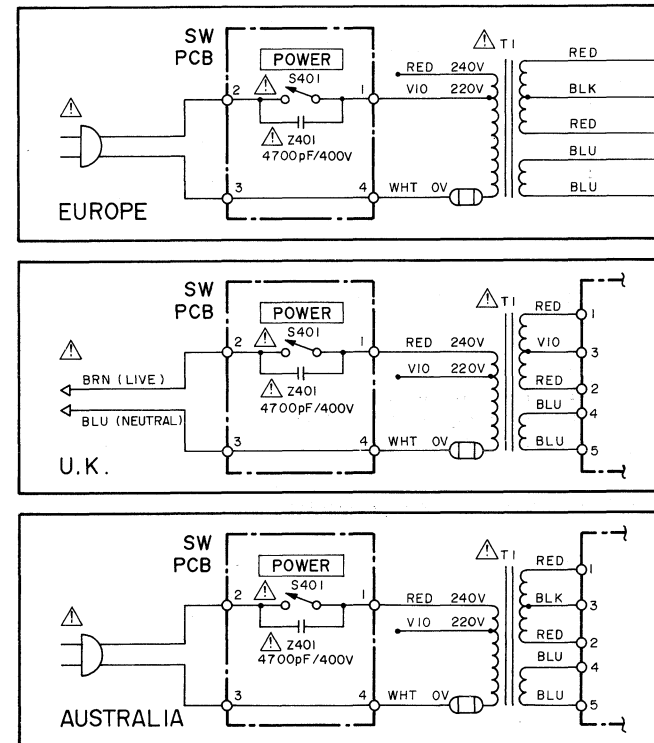 SW
PCB
POWER
S401
2
1
Z401
4700pF/400V
3
4
RED 240V
VIO 220V
WHT 0V
T1
RED
BLK
RED
BLU
BLU
EUROPE
SW
PCB
POWER
S401
2
1
Z401
4700pF/400V
3
4
BRN (LIVE)
BLU (NEUTRAL)
RED 240V
VIO 220V
WHT 0V
T1
RED
1
VIO
3
RED
2
BLU
4
BLU
5
U.K.
SW
PCB
POWER
S401
2
1
Z401
4700pF/400V
3
4
RED 240V
VIO 220V
WHT 0V
T1
RED
1
BLK
3
RED
2
BLU
4
BLU
5
AUSTRALIA